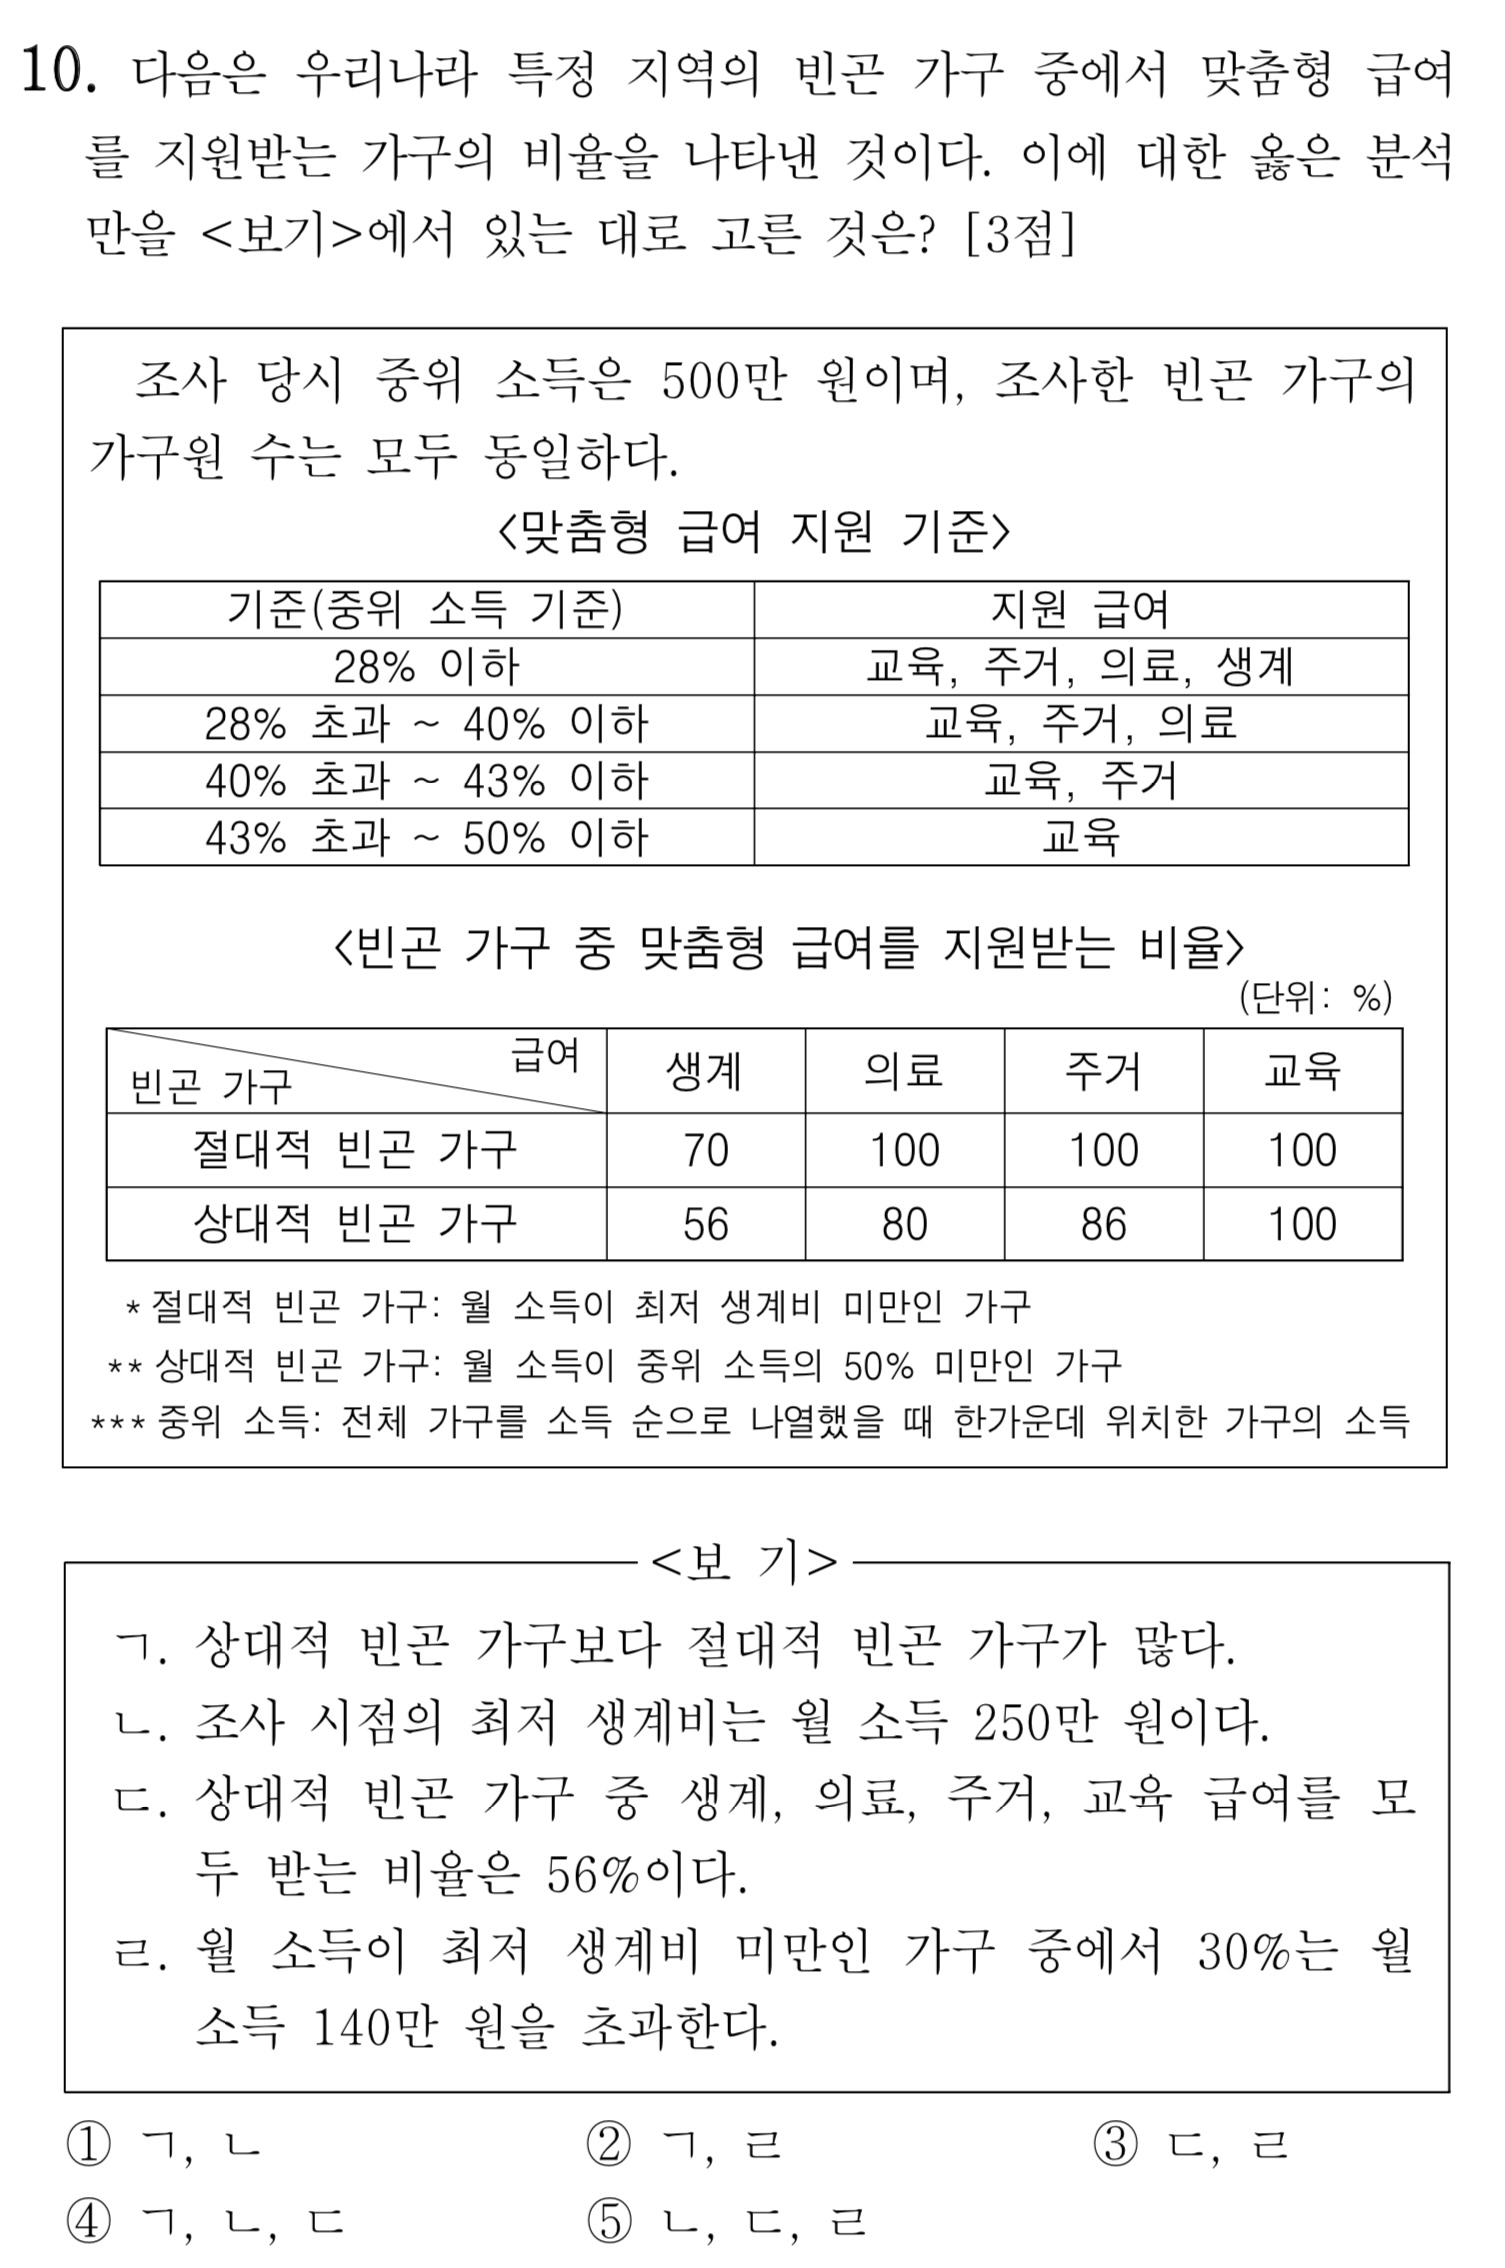 10. 다음은 우리나라 특정 지역의 빈곤 가구 중에서 맞춤형 급여
를 지원받는 가구의 비율을 나타낸 것이다. 이에 대한 옳은 분석
만을 <보기>에서 있는 대로 고른 것은? [3점]
조사 당시 중위 소득은 500만 원이며, 조사한 빈곤 가구의
가구원 수는 모두 동일하다.
<맞춤형 급여 지원 기준>
기준(중위 소득 기준) 지원 급여
28% 이하 교육, 주거, 의료, 생계
28% 초과 ~ 40% 이하 교육, 주거, 의료
40% 초과 ~ 43% 이하 교육, 주거
43% 초과 ~ 50% 이하 교육
<빈곤 가구 중 맞춤형 급여를 지원받는 비율>
(단위: %)
급여
빈곤 가구 생계 의료 주거 교육
절대적 빈곤 가구 70 100 100 100
상대적 빈곤 가구 56 80 86 100
* 절대적 빈곤 가구: 월 소득이 최저 생계비 미만인 가구
** 상대적 빈곤 가구: 월 소득이 중위 소득의 50% 미만인 가구
*** 중위 소득: 전체 가구를 소득 순으로 나열했을 때 한가운데 위치한 가구의 소득
<보 기>
ㄱ. 상대적 빈곤 가구보다 절대적 빈곤 가구가 많다.
ㄴ. 조사 시점의 최저 생계비는 월 소득 250만 원이다.
ㄷ. 상대적 빈곤 가구 중 생계, 의료, 주거, 교육 급여를 모
두 받는 비율은 56%이다.
ㄹ. 월 소득이 최저 생계비 미만인 가구 중에서 30%는 월
소득 140만 원을 초과한다.
① ㄱ, ㄴ ② ㄱ, ㄹ ③ ㄷ, ㄹ
④ ㄱ, ㄴ, ㄷ ⑤ ㄴ, ㄷ, ㄹ